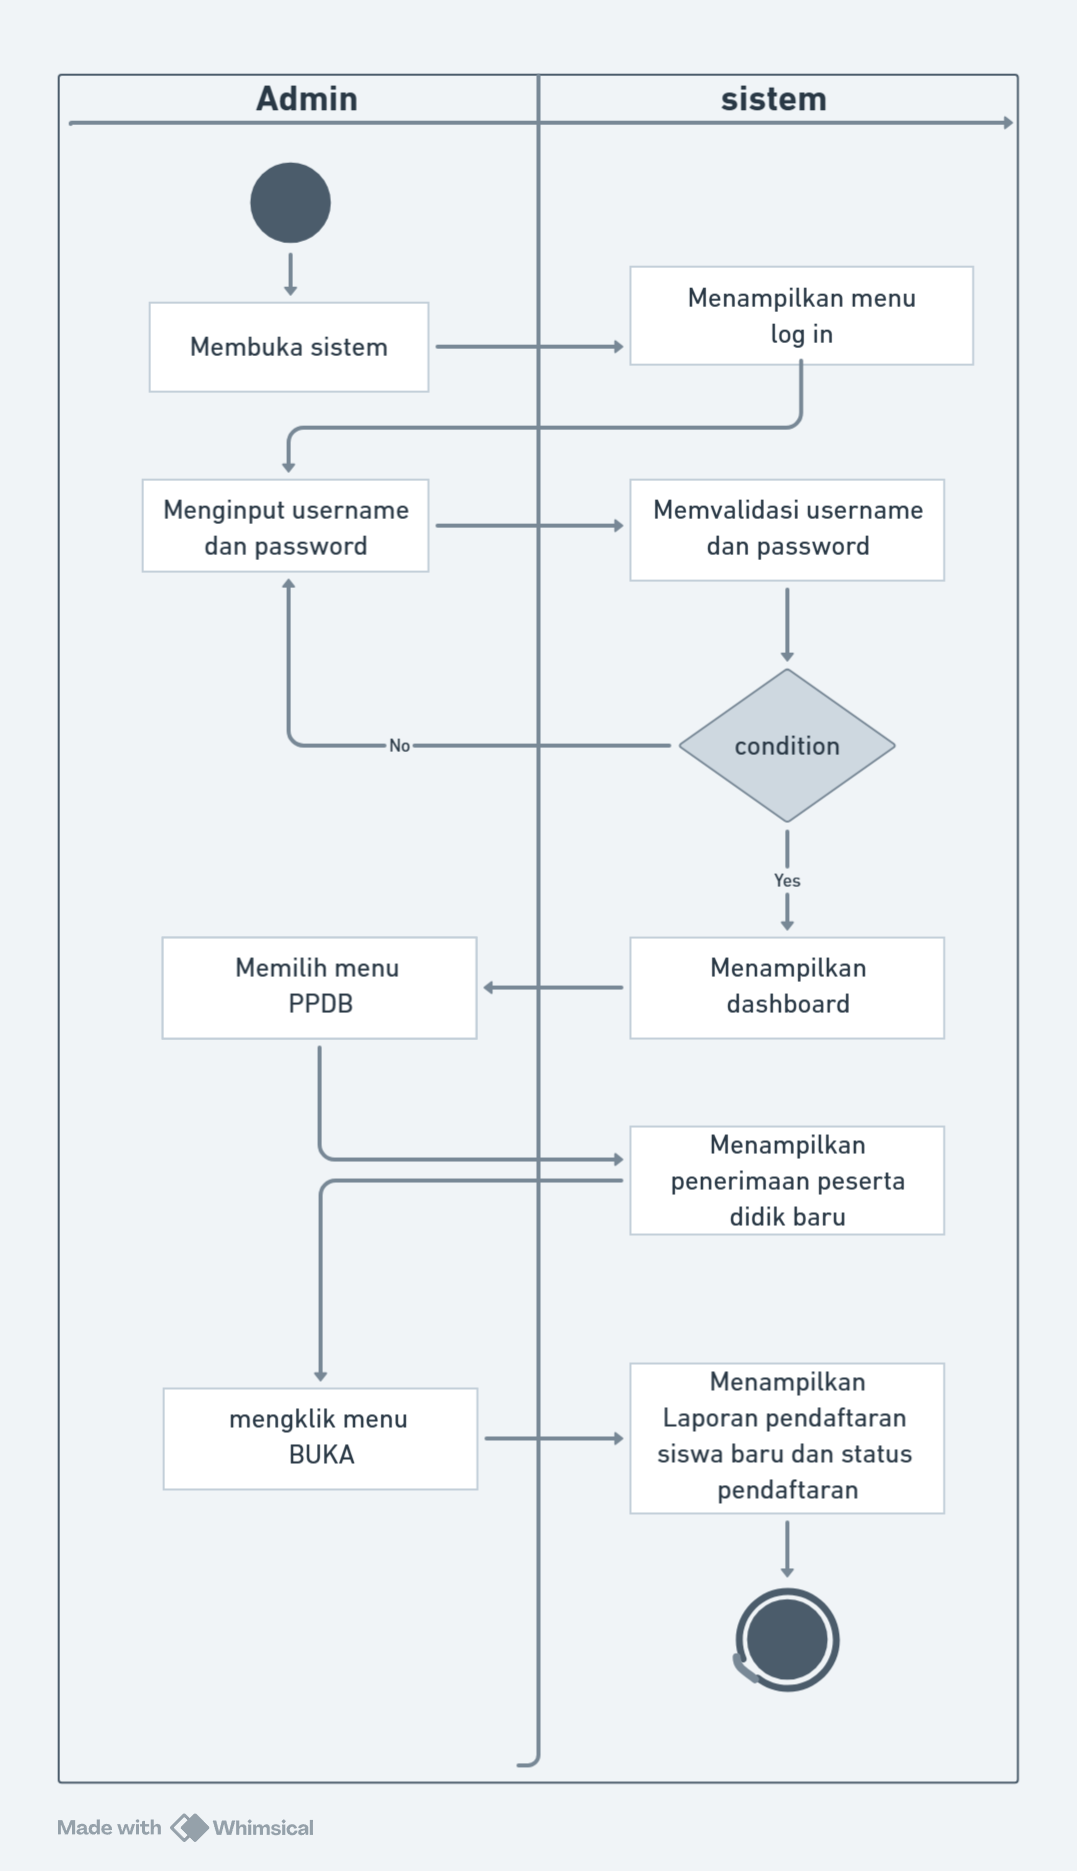 Admin
sistem
Menampilkan menu
log in
Membuka sistem
Menginput username
dan password
Memvalidasi username
dan password
condition
No
Yes
Memilih menu
PPDB
Menampilkan
dashboard
Menampilkan
penerimaan peserta
didik baru
mengklik menu
BUKA
Menampilkan
Laporan pendaftaran
siswa baru dan status
pendaftaran
Made with Whimsical